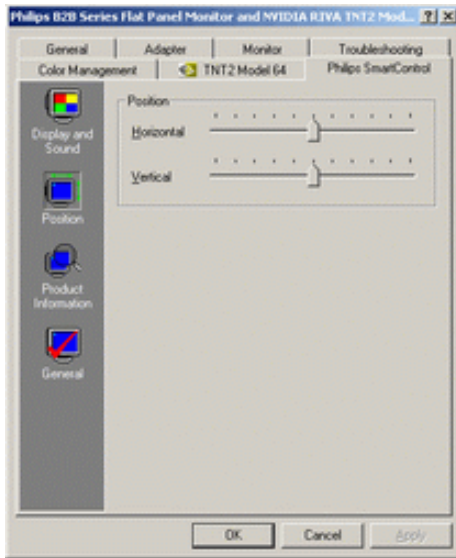 Philips B2B Series Flat Panel Monitor and NVIDIA RIVA TNT2 Mod...
General Adapter Monitor Troubleshooting
Color Management TNT2 Model 64 Philips SmartControl
Display and
Sound
Position
Product
Information
General
Position
Horizontal
Vertical
OK Cancel Apply